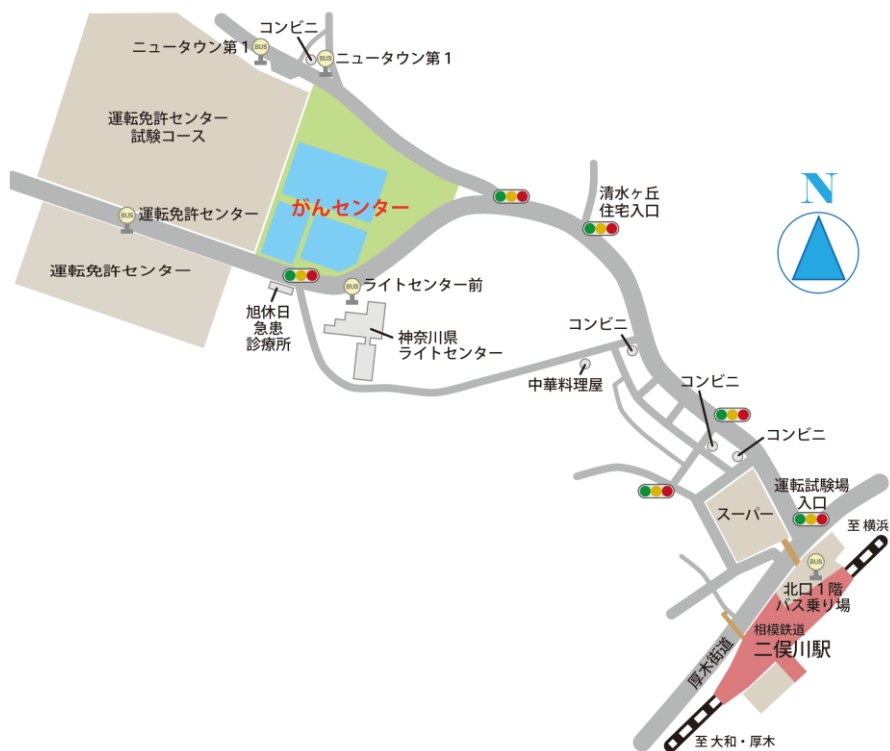 コンビニ
ニュータウン第1
BUS
BUS
ニュータウン第1
運転免許センター
試験コース
N
がんセンター
清水ヶ丘
住宅入口
BUS
運転免許センター
運転免許センター
BUS
ライトセンター前
旭休日
急患
診療所
神奈川県
ライトセンター
コンビニ
中華料理屋
コンビニ
コンビニ
運転試験場
入口
スーパー
至 横浜
BUS
北口1階
バス乗り場
相模鉄道
二俣川駅
厚木街道
至 大和・厚木